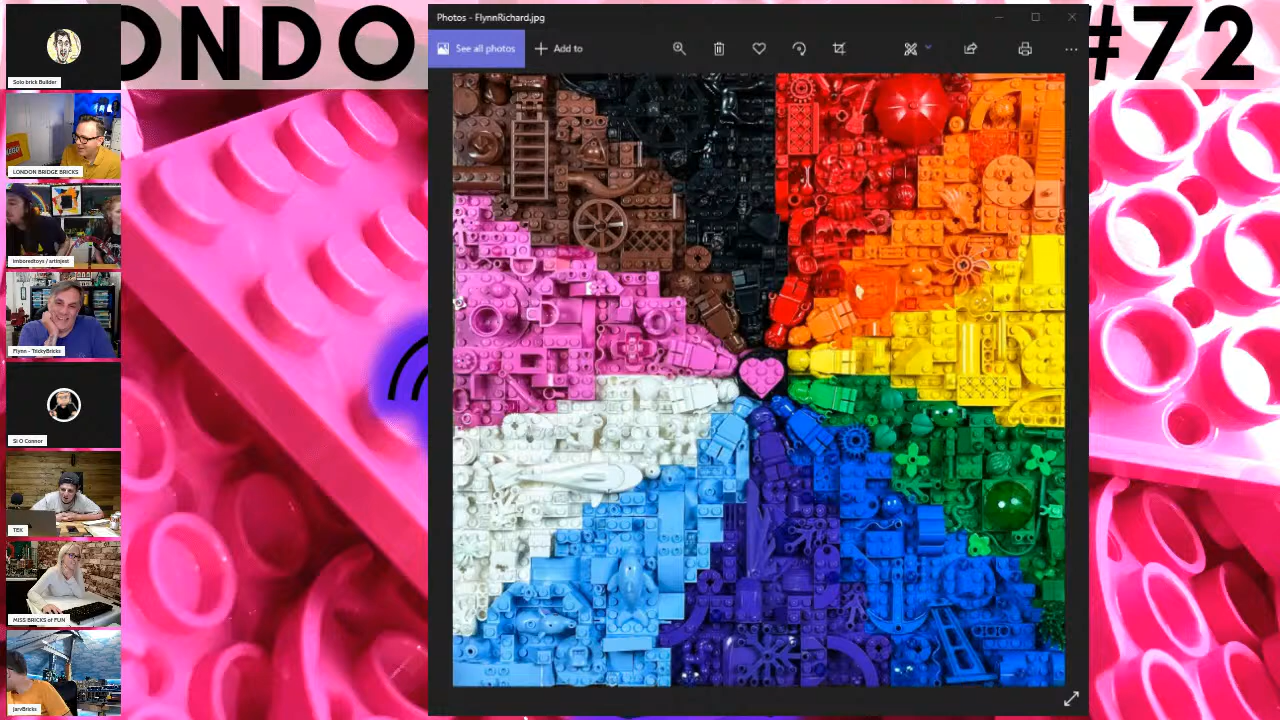 ONDO
#72
Photos - FlynnRichard.jpg
See all photos
Add to
Solo brick Builder
LONDON BRIDGE BRICKS
imboredtoys / artinjest
Flynn - TrickyBricks
Si O Connor
TEK
MISS BRICKS of FUN
JarvBricks